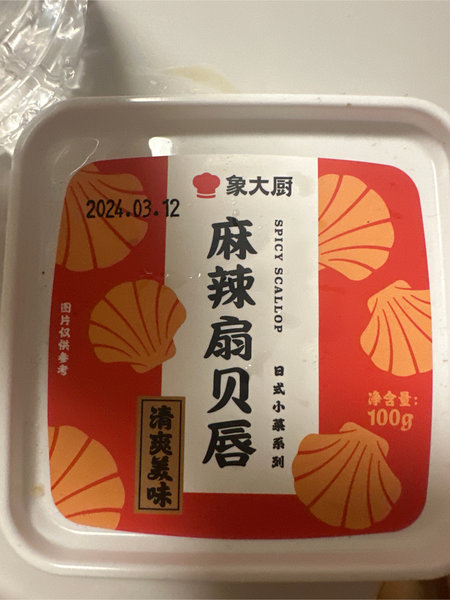 象大厨
2024.03.12
麻辣扇贝唇
SPICY SCALLOP
日式小菜系列
图片仅供参考
清爽美味
净含量:
100g